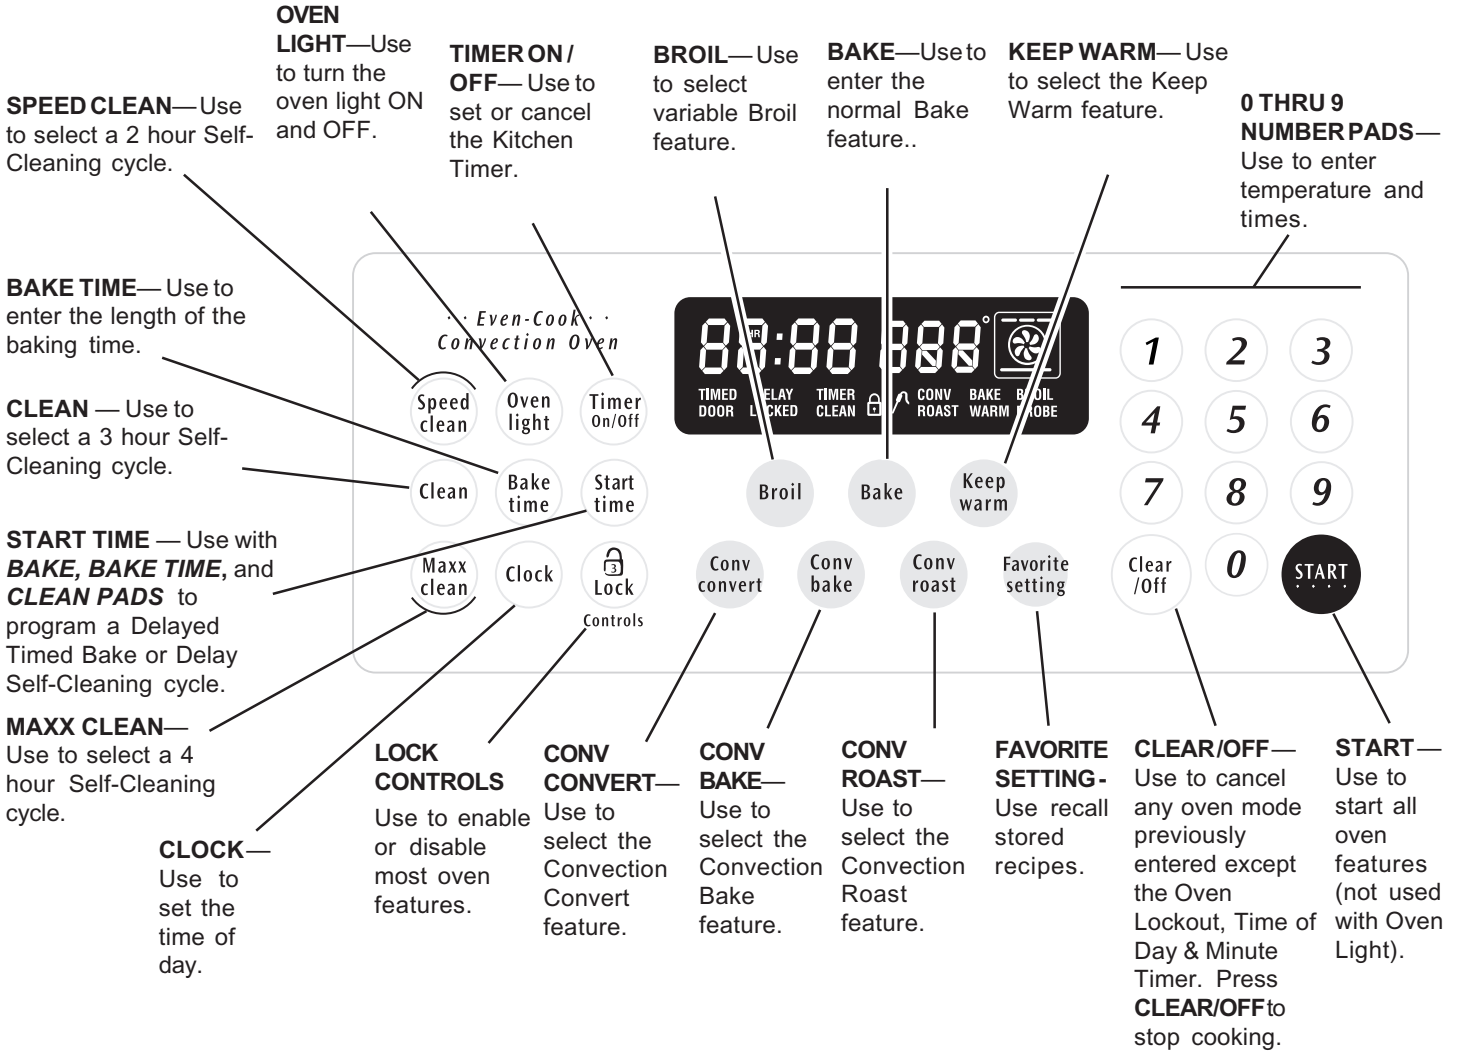 OVEN
LIGHT—Use
to turn the
oven light ON
and OFF.
TIMER ON /
OFF— Use to
set or cancel
the Kitchen
Timer.
BROIL— Use
to select
variable Broil
feature.
BAKE—Use to
enter the
normal Bake
feature..
KEEP WARM— Use
to select the Keep
Warm feature.
0 THRU 9
NUMBER PADS—
Use to enter
temperature and
times.
SPEED CLEAN— Use
to select a 2 hour Self-
Cleaning cycle.
BAKE TIME— Use to
enter the length of the
baking time.
CLEAN — Use to
select a 3 hour Self-
Cleaning cycle.
START TIME — Use with
BAKE, BAKE TIME, and
CLEAN PADS to
program a Delayed
Timed Bake or Delay
Self-Cleaning cycle.
MAXX CLEAN—
Use to select a 4
hour Self-Cleaning
cycle.
· · Even-Cook · ·
Convection Oven
Speed
clean
Oven
light
Timer
On/Off
Clean
Bake
time
Start
time
Maxx
clean
Clock
3
Lock
Controls
88:88 888°
HR
TIMED DELAY TIMER CONV BAKE BROIL
DOOR LOCKED CLEAN ROAST WARM PROBE
Broil
Bake
Keep
warm
Conv
convert
Conv
bake
Conv
roast
Favorite
setting
1 2 3
4 5 6
7 8 9
Clear
/Off
0
START
CLOCK—
Use to
set the
time of
day.
LOCK
CONTROLS
Use to enable
or disable
most oven
features.
CONV
CONVERT—
Use to
select the
Convection
Convert
feature.
CONV
BAKE—
Use to
select the
Convection
Bake
feature.
CONV
ROAST—
Use to
select the
Convection
Roast
feature.
FAVORITE
SETTING -
Use recall
stored
recipes.
CLEAR/OFF—
Use to cancel
any oven mode
previously
entered except
the Oven
Lockout, Time of
Day & Minute
Timer. Press
CLEAR/OFF to
stop cooking.
START—
Use to
start all
oven
features
(not used
with Oven
Light).